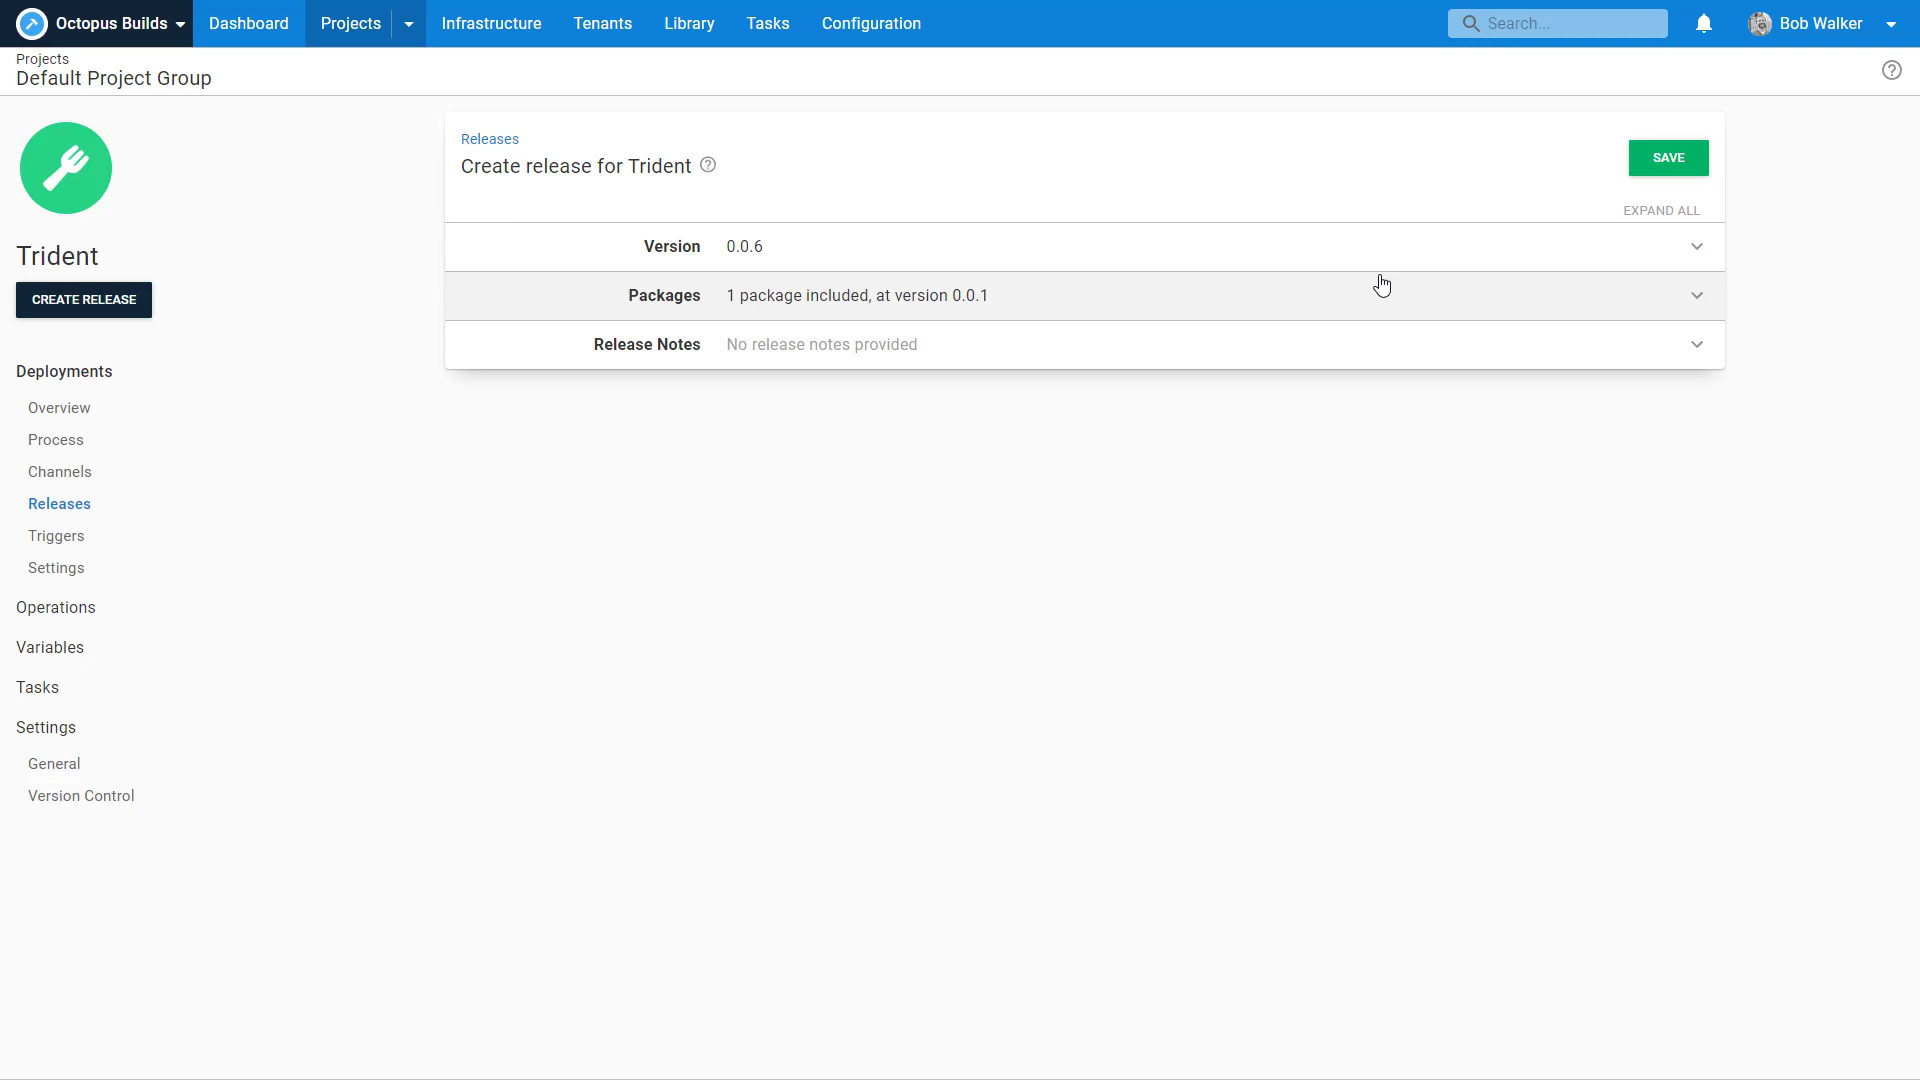 Octopus Builds
Dashboard
Projects
Infrastructure
Tenants
Library
Tasks
Configuration
Search...
Bob Walker
Projects
Default Project Group
Trident
CREATE RELEASE
Deployments
Overview
Process
Channels
Releases
Triggers
Settings
Operations
Variables
Tasks
Settings
General
Version Control
Releases
Create release for Trident
SAVE
EXPAND ALL
Version 0.0.6
Packages 1 package included, at version 0.0.1
Release Notes No release notes provided